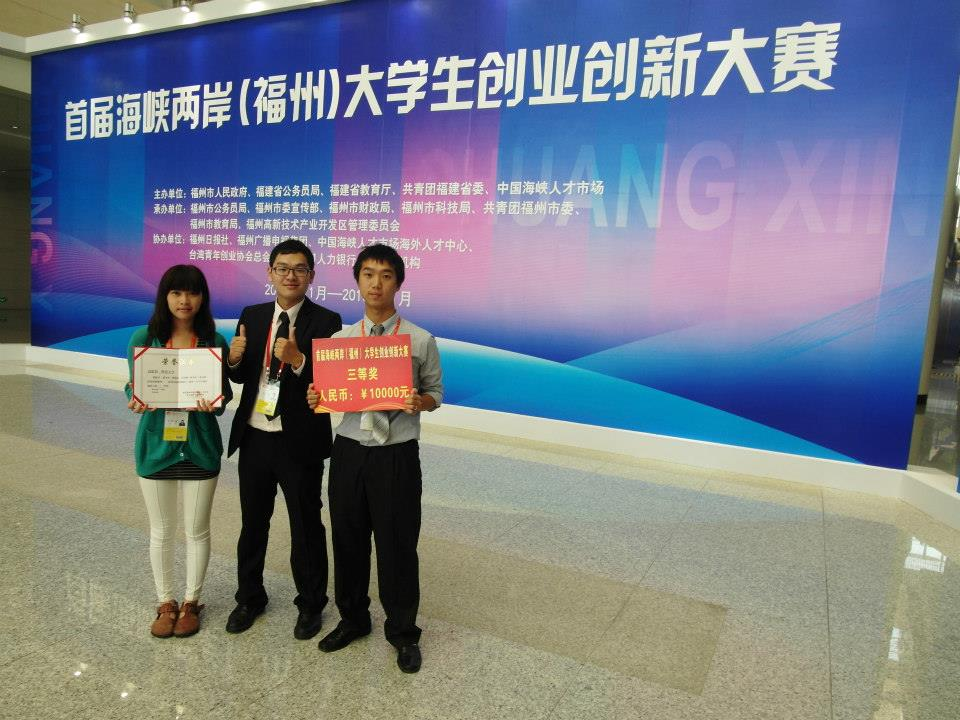 首届海峡两岸(福州)大学生创业创新大赛
CHUANG XIN
主办单位：福州市人民政府、福建省公务员局、福建省教育厅、共青团福建省委、中国海峡人才市场
承办单位：福州市公务员局、福州市委宣传部、福州市财政局、福州市科技局、共青团福州市委、
福州市教育局、福州高新技术产业开发区管理委员会
协办单位：福州日报社、福州广播电 集团、中国海峡人才市场海外人才中心、
台湾青年创业协会总会 人力银行 机构
20 1月—201 月
荣誉证书
首届海峡两岸（福州）大学生创业创新大赛
三等奖
人民币：￥10000元